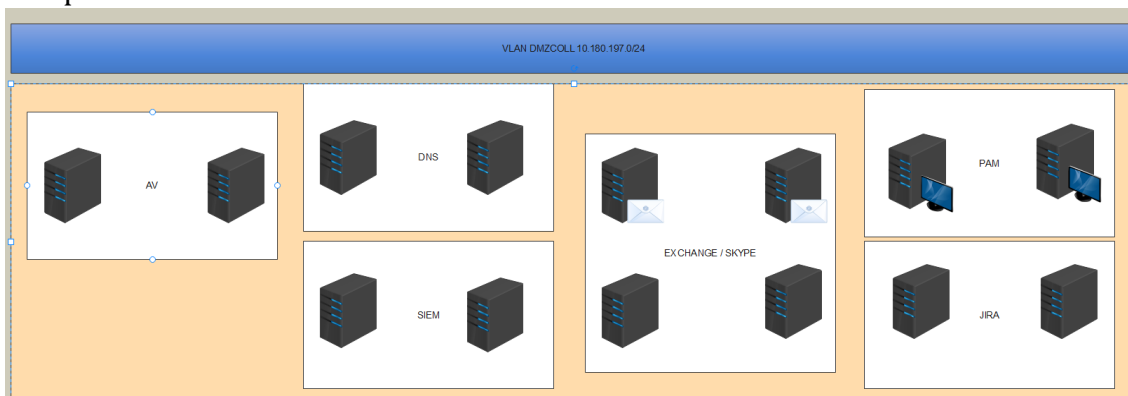 VLAN DMZCOLL 10.180.197.0/24
AV
DNS
SIEM
EXCHANGE / SKYPE
PAM
JIRA